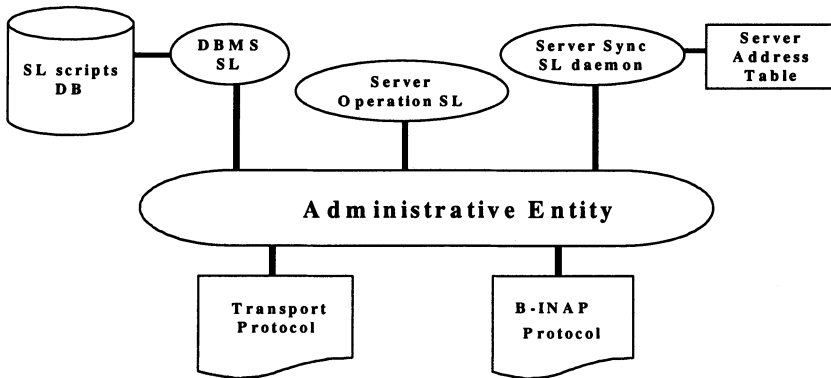 SL scripts
DB
DBMS
SL
Server
Operation SL
Server Sync
SL daemon
Server
Address
Table
Administrative Entity
Transport
Protocol
B-INAP
Protocol